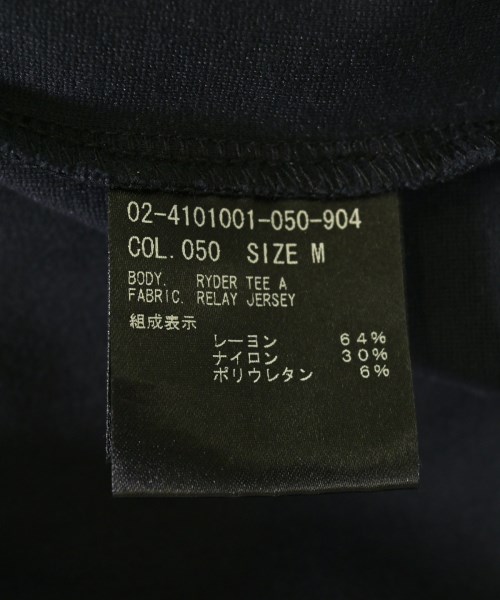 02-4101001-050-904
COL.050 SIZE M
BODY. RYDER TEE A
FABRIC. RELAY JERSEY
組成表示
レーヨン 64%
ナイロン 30%
ポリウレタン 6%